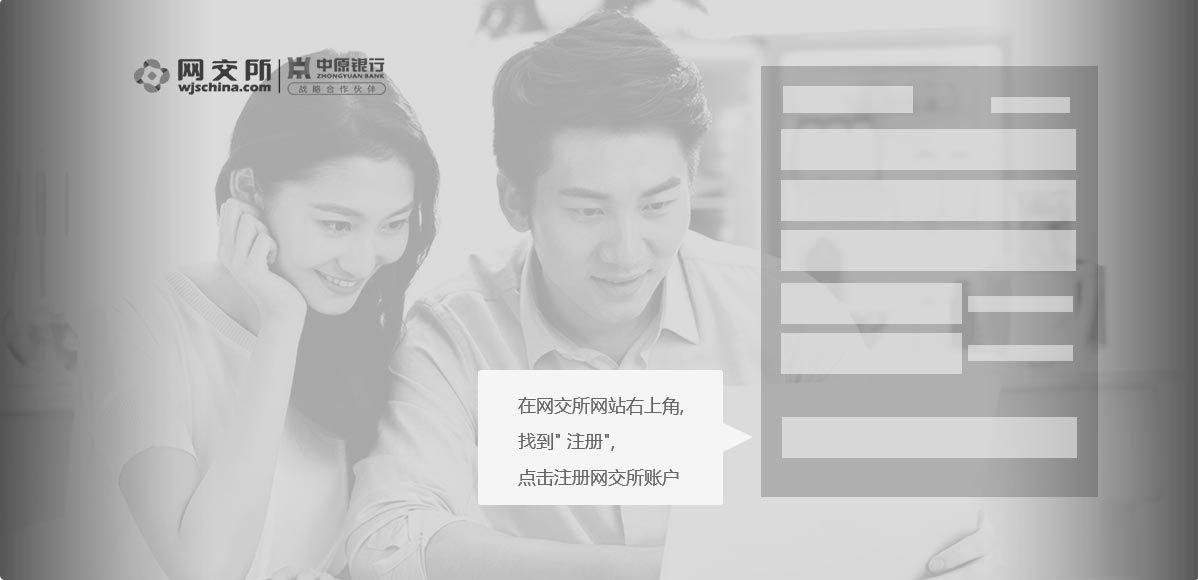 网交所
wjschina.com
中原银行
ZHONGYUAN BANK
战略合作伙伴
在网交所网站右上角,
找到" 注册",
点击注册网交所账户